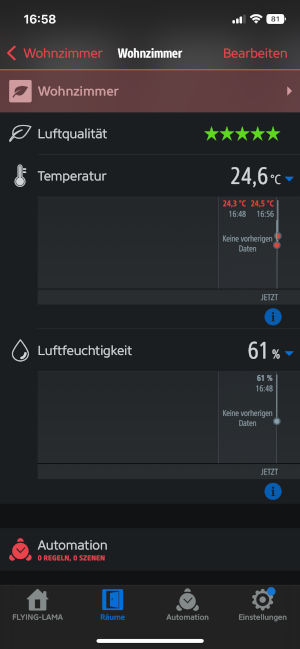 16:58
81
Wohnzimmer
Wohnzimmer
Bearbeiten
Wohnzimmer
Luftqualität
Temperatur
24,6 °C
24,3 °C 24,5 °C
16:48 16:56
Keine vorherigen
Daten
JETZT
i
Luftfeuchtigkeit
61 %
61 %
16:48
Keine vorherigen
Daten
JETZT
i
Automation
0 REGELN, 0 SZENEN
FLYING-LAMA
Räume
Automation
Einstellungen